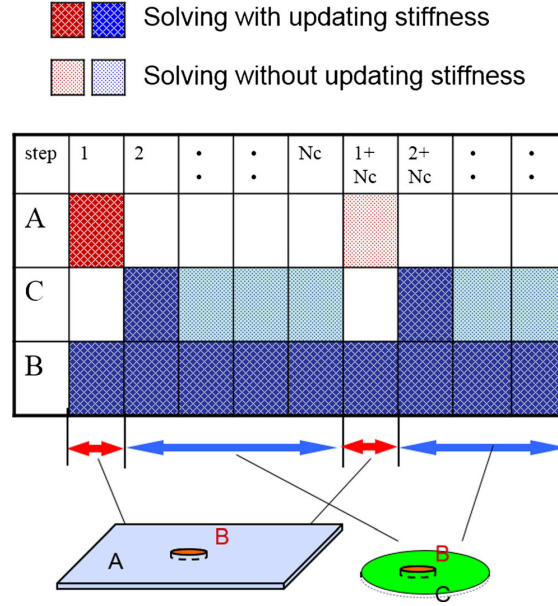 Solving with updating stiffness
Solving without updating stiffness
step 1 2 : : Nc 1+ Nc 2+ Nc : :
A
C
B
A B
B
C